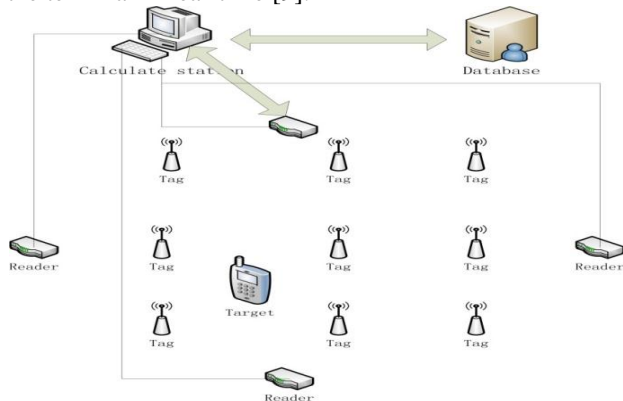 Calculate station
Database
Tag Tag Tag
Reader Tag Tag Tag Reader
Target
Tag Tag Tag
Reader